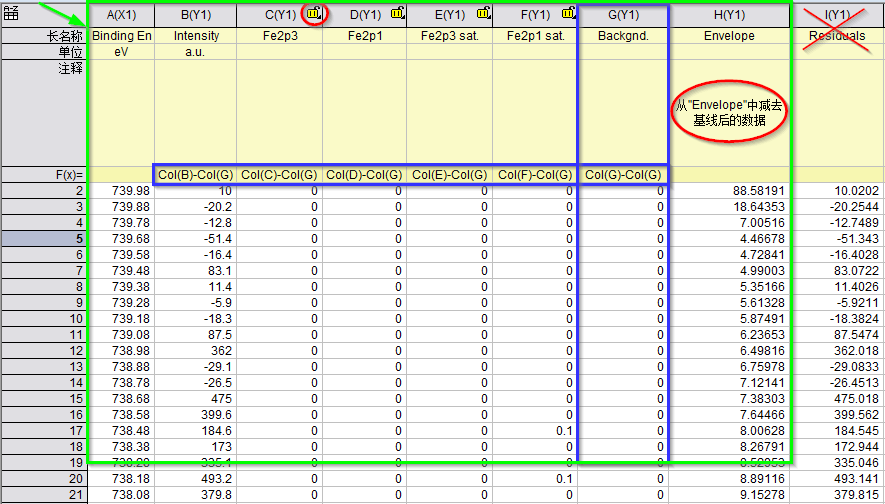 A(X1) B(Y1) C(Y1) D(Y1) E(Y1) F(Y1) G(Y1) H(Y1) I(Y1)
长名称 Binding En Intensity Fe2p3 Fe2p1 Fe2p3 sat. Fe2p1 sat. Backgnd. Envelope Residuals
单位 eV a.u.
注释
从"Envelope"中减去
基线后的数据
F(x)= Col(B)-Col(G) Col(C)-Col(G) Col(D)-Col(G) Col(E)-Col(G) Col(F)-Col(G) Col(G)-Col(G)
2 739.98 10 0 0 0 0 0 88.58191 10.0202
3 739.88 -20.2 0 0 0 0 0 18.64353 -20.2544
4 739.78 -12.8 0 0 0 0 0 7.00516 -12.7489
5 739.68 -51.4 0 0 0 0 0 4.46678 -51.343
6 739.58 -16.4 0 0 0 0 0 4.72841 -16.4028
7 739.48 83.1 0 0 0 0 0 4.99003 83.0722
8 739.38 11.4 0 0 0 0 0 5.35166 11.4026
9 739.28 -5.9 0 0 0 0 0 5.61328 -5.9211
10 739.18 -18.3 0 0 0 0 0 5.87491 -18.3824
11 739.08 87.5 0 0 0 0 0 6.23653 87.5474
12 738.98 362 0 0 0 0 0 6.49816 362.018
13 738.88 -29.1 0 0 0 0 0 6.75978 -29.0833
14 738.78 -26.5 0 0 0 0 0 7.12141 -26.4513
15 738.68 475 0 0 0 0 0 7.38303 475.018
16 738.58 399.6 0 0 0 0 0 7.64466 399.562
17 738.48 184.6 0 0 0 0.1 0 8.00628 184.545
18 738.38 173 0 0 0 0 0 8.26791 172.944
19 738.28 335.1 0 0 0 0 0 8.52953 335.046
20 738.18 493.2 0 0 0 0.1 0 8.89116 493.141
21 738.08 379.8 0 0 0 0 0 9.15278 379.815